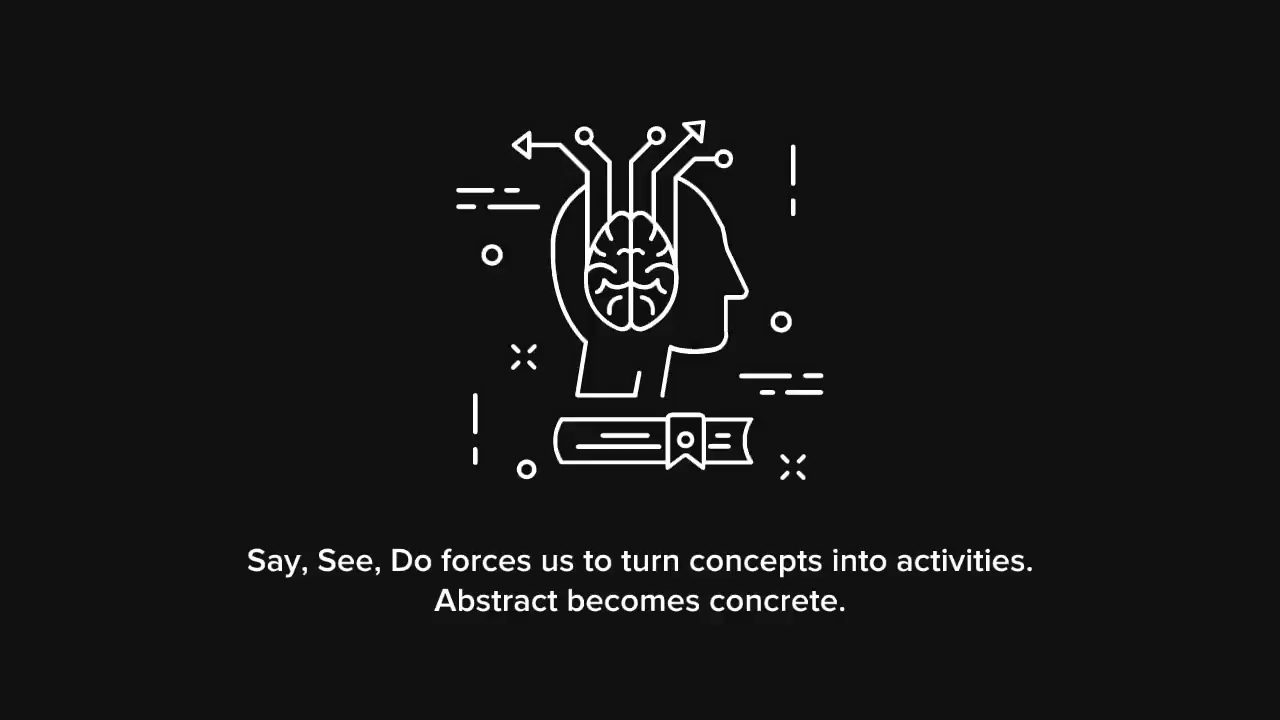 Say, See, Do forces us to turn concepts into activities.
Abstract becomes concrete.